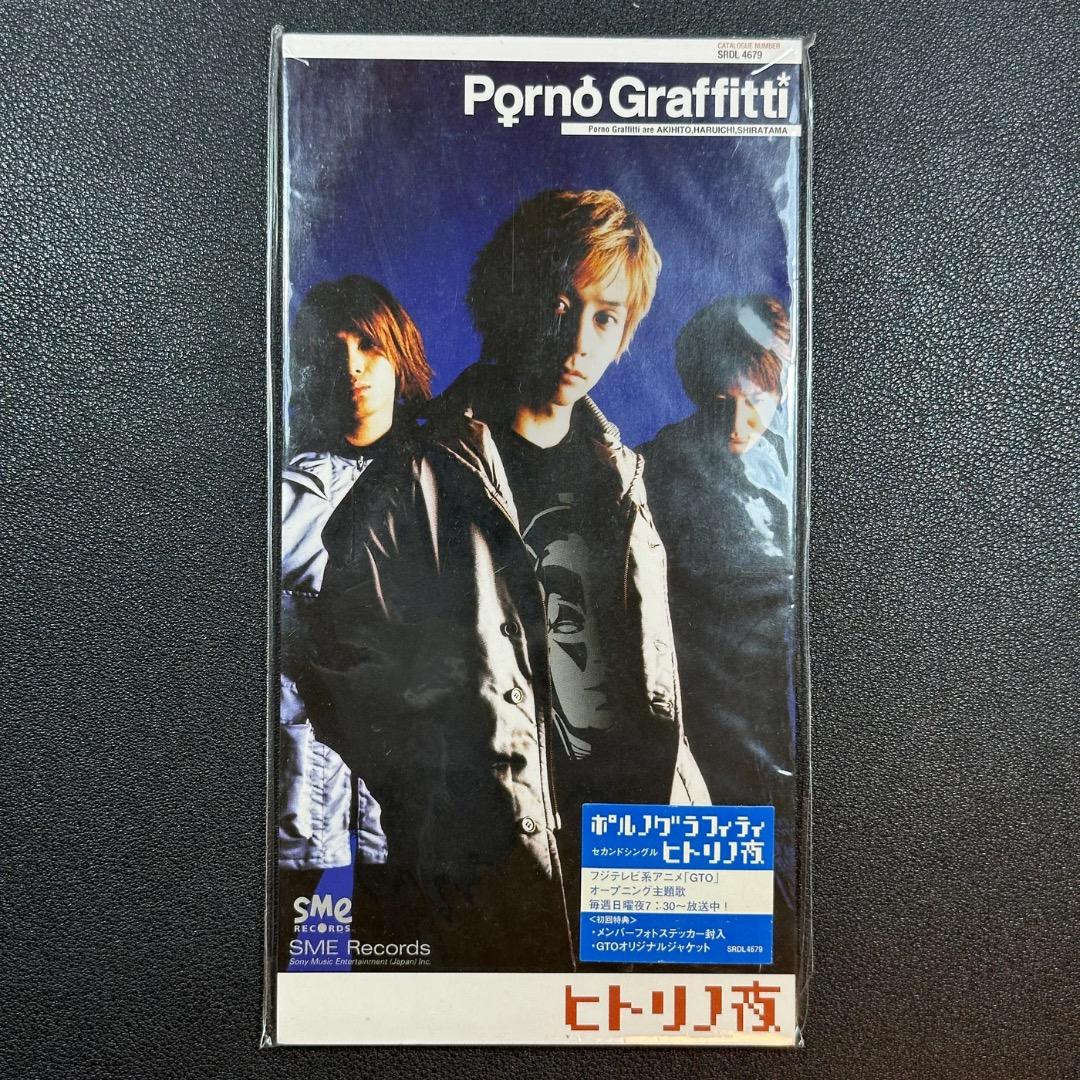 CATALOGUE NUMBER
SRDL 4679
Porno Graffitti
Porno Graffitti are AKIHITO,HARUICHI,SHIRATAMA
ポルノグラフィティ
セカンドシングル ヒトリノ夜
フジテレビ系アニメ「GTO」
オープニング主題歌
毎週日曜夜7:30〜放送中!
<初回特典>
・メンバーフォトステッカー封入
・GTOオリジナルジャケット SRDL4679
SMe
RECORDS
SME Records
Sony Music Entertainment (Japan) Inc.
ヒトリノ夜